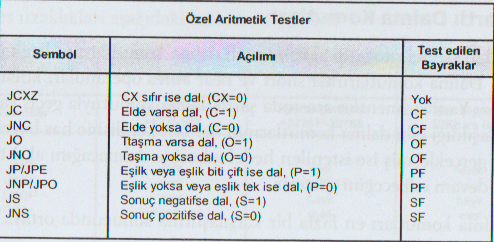 Özel Aritmetik Testler
Sembol Açılımı Test edilen Bayraklar
JCXZ CX sıfır ise dal, (CX=0) Yok
JC Elde varsa dal, (C=1) CF
JNC Elde yoksa dal, (C=0) CF
JO Ttaşma varsa dal, (O=1) OF
JNO Taşma yoksa dal, (O=0) OF
JP/JPE Eşilk veya eşlik biti çift ise dal, (P=1) PF
JNP/JPO Eşlik yoksa veya eşlik tek ise dal, (P=0) PF
JS Sonuç negatifse dal, (S=1) SF
JNS Sonuç pozitifse dal, (S=0) SF